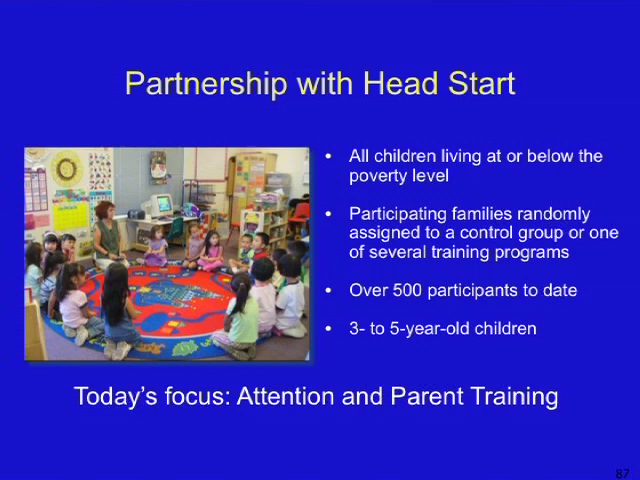 Partnership with Head Start
• All children living at or below the
poverty level
• Participating families randomly
assigned to a control group or one
of several training programs
• Over 500 participants to date
• 3- to 5-year-old children
Today’s focus: Attention and Parent Training
87